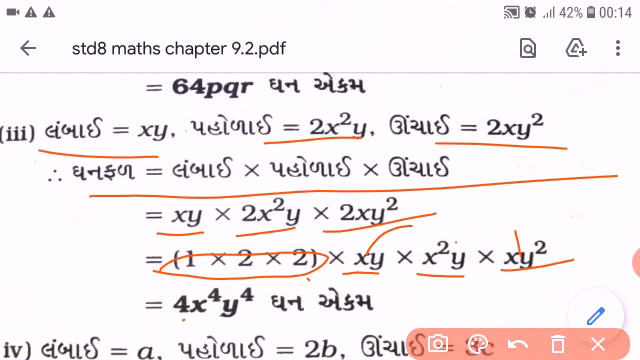 42% 00:14
std8 maths chapter 9.2.pdf
= 64pqr ઘન એકમ
(iii) લંબાઈ = xy, પહોળાઈ = 2x²y, ઊંચાઈ = 2xy²
∴ ઘનફળ = લંબાઈ × પહોળાઈ × ઊંચાઈ
= xy × 2x²y × 2xy²
= (1 × 2 × 2) × xy × x²y × xy²
= 4x⁴y⁴ ઘન એકમ
iv) લંબાઈ = a, પહોળાઈ = 2b, ઊંચાઈ = 3c